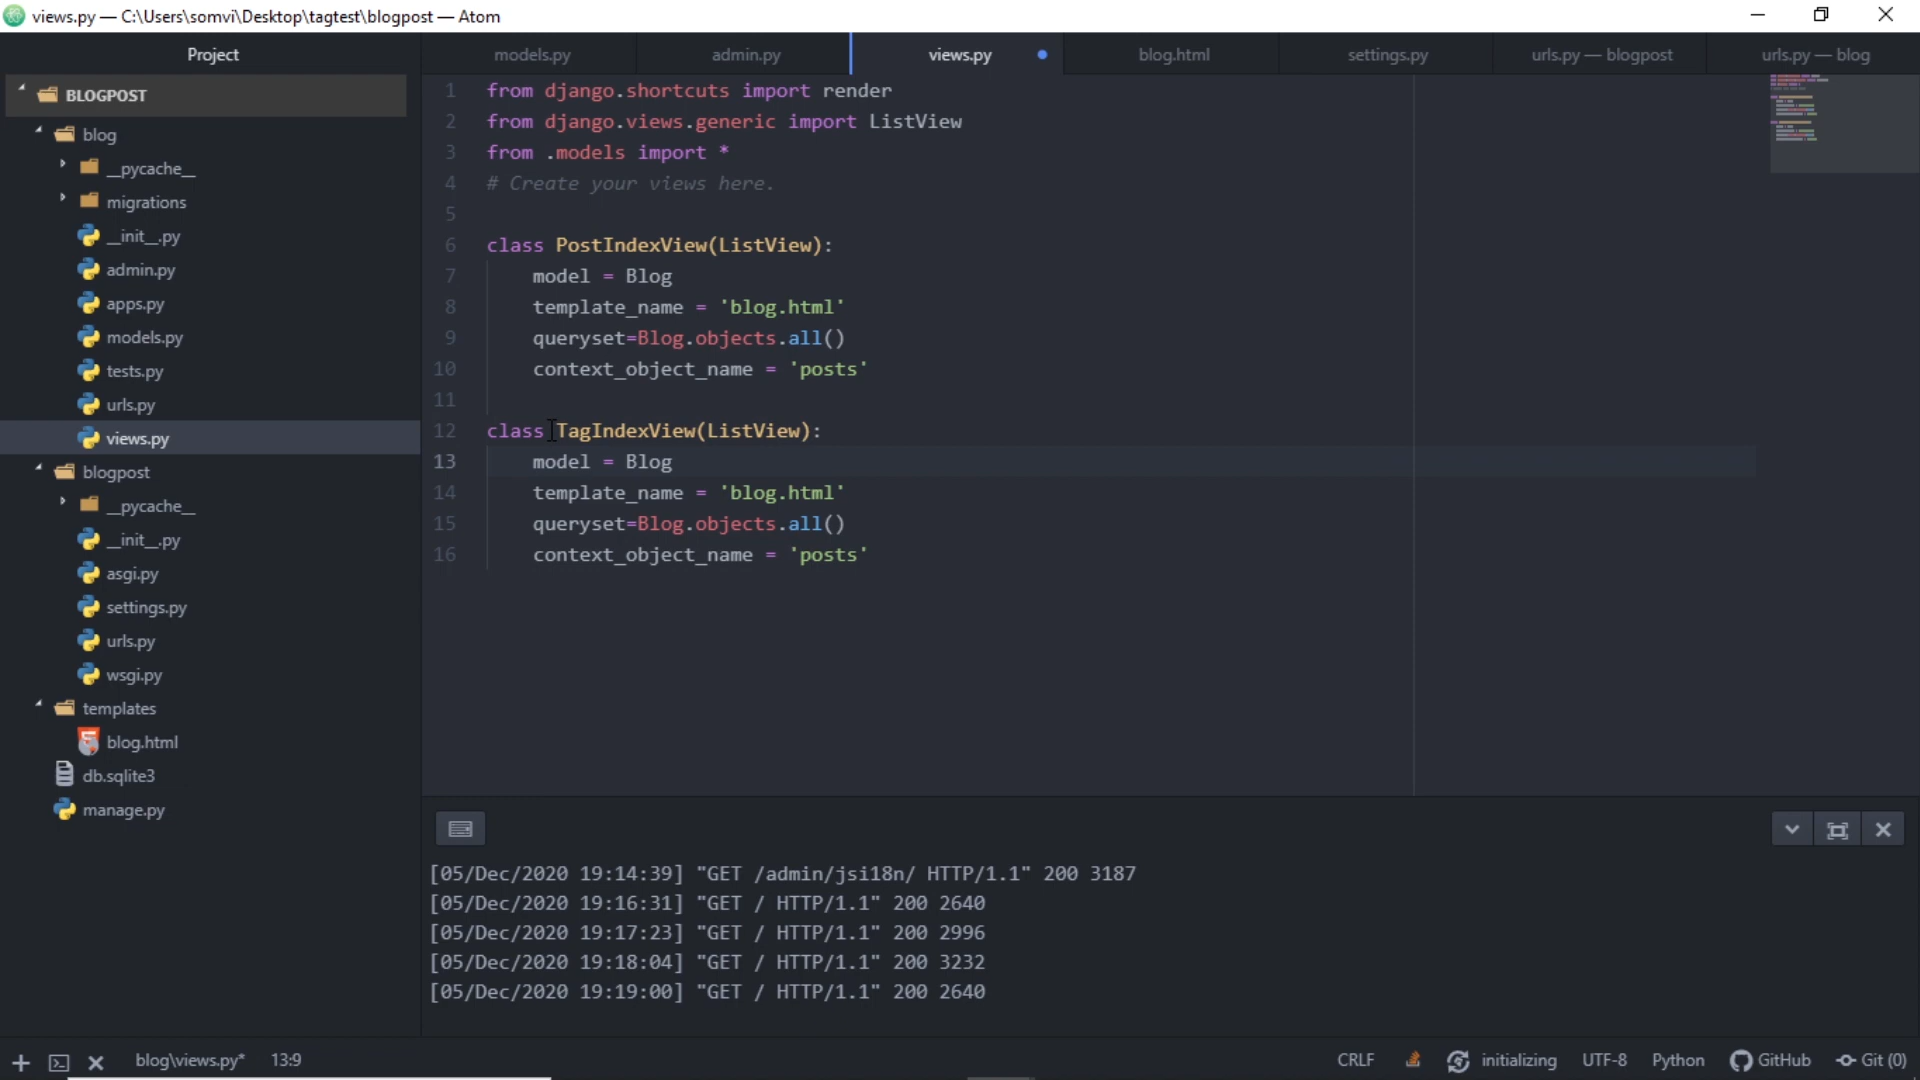 views.py — C:\Users\somvi\Desktop\tagtest\blogpost — Atom
Project
models.py
admin.py
views.py
blog.html
settings.py
urls.py — blogpost
urls.py — blog
BLOGPOST
blog
__pycache__
migrations
__init__.py
admin.py
apps.py
models.py
tests.py
urls.py
views.py
blogpost
__pycache__
__init__.py
asgi.py
settings.py
urls.py
wsgi.py
templates
blog.html
db.sqlite3
manage.py
1 from django.shortcuts import render
2 from django.views.generic import ListView
3 from .models import *
4 # Create your views here.
5
6 class PostIndexView(ListView):
7 model = Blog
8 template_name = 'blog.html'
9 queryset=Blog.objects.all()
10 context_object_name = 'posts'
11
12 class TagIndexView(ListView):
13 model = Blog
14 template_name = 'blog.html'
15 queryset=Blog.objects.all()
16 context_object_name = 'posts'
[05/Dec/2020 19:14:39] "GET /admin/jsi18n/ HTTP/1.1" 200 3187
[05/Dec/2020 19:16:31] "GET / HTTP/1.1" 200 2640
[05/Dec/2020 19:17:23] "GET / HTTP/1.1" 200 2996
[05/Dec/2020 19:18:04] "GET / HTTP/1.1" 200 3232
[05/Dec/2020 19:19:00] "GET / HTTP/1.1" 200 2640
blog\views.py* 13:9
CRLF initializing UTF-8 Python GitHub Git (0)